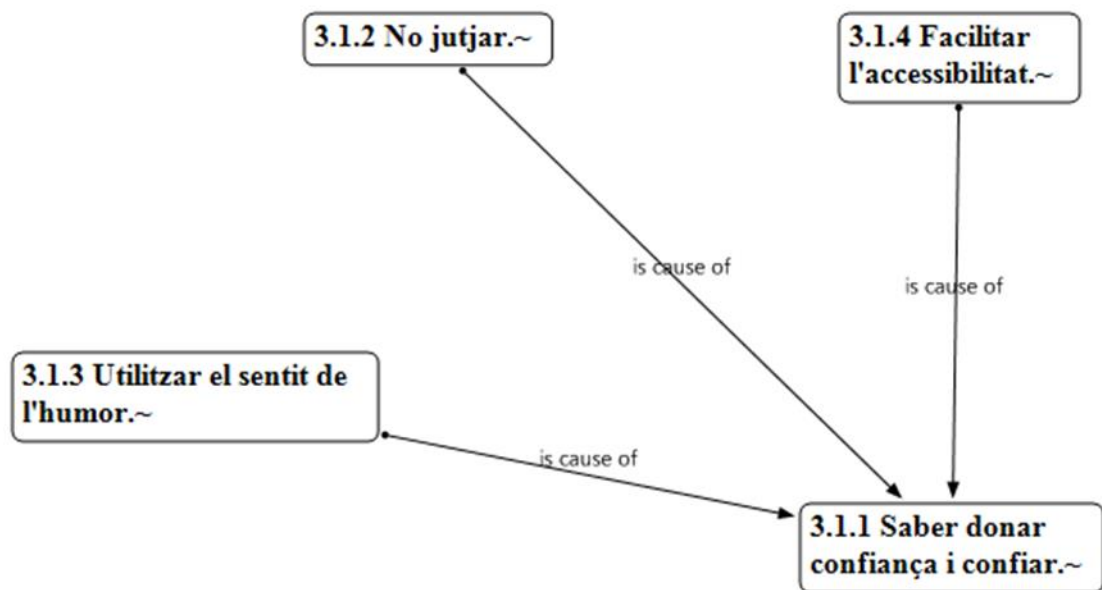 3.1.2 No jutjar.~
3.1.4 Facilitar
l'accessibilitat.~
is cause of
is cause of
3.1.3 Utilitzar el sentit de
l'humor.~
is cause of
3.1.1 Saber donar
confiança i confiar.~